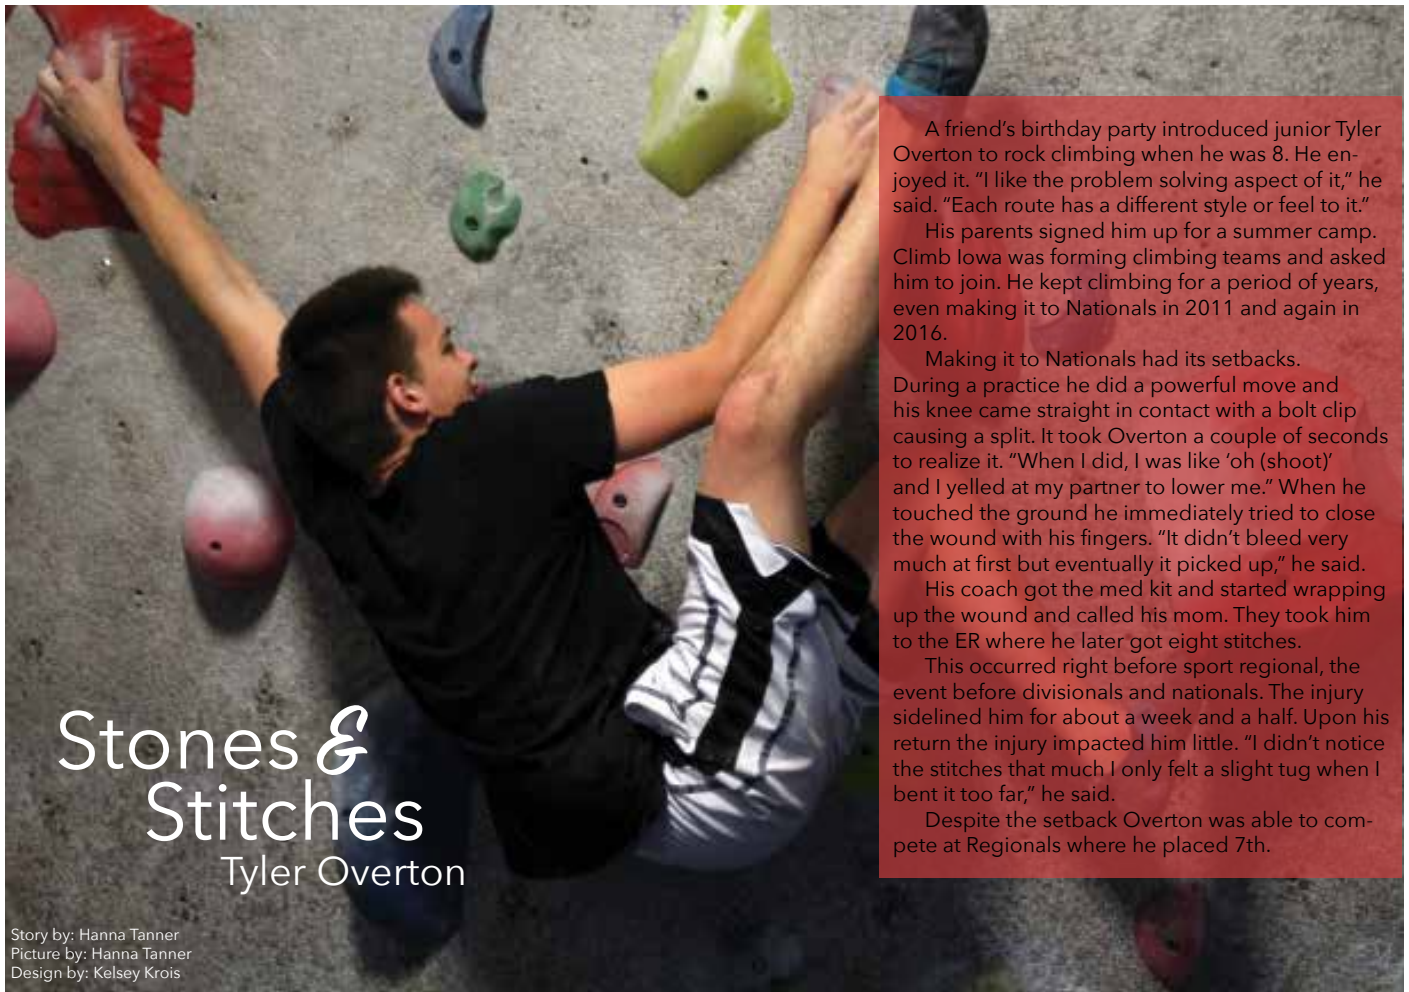 A friend's birthday party introduced junior Tyler
Overton to rock climbing when he was 8. He en-
joyed it. “I like the problem solving aspect of it,” he
said. “Each route has a different style or feel to it.”
His parents signed him up for a summer camp.
Climb Iowa was forming climbing teams and asked
him to join. He kept climbing for a period of years,
even making it to Nationals in 2011 and again in
2016.
Making it to Nationals had its setbacks.
During a practice he did a powerful move and
his knee came straight in contact with a bolt clip
causing a split. It took Overton a couple of seconds
to realize it. “When I did, I was like ‘oh (shoot)’
and I yelled at my partner to lower me.” When he
touched the ground he immediately tried to close
the wound with his fingers. “It didn't bleed very
much at first but eventually it picked up,” he said.
His coach got the med kit and started wrapping
up the wound and called his mom. They took him
to the ER where he later got eight stitches.
This occurred right before sport regional, the
event before divisionals and nationals. The injury
sidelined him for about a week and a half. Upon his
return the injury impacted him little. “I didn't notice
the stitches that much I only felt a slight tug when I
bent it too far,” he said.
Despite the setback Overton was able to com-
pete at Regionals where he placed 7th.
Stones &
Stitches
Tyler Overton
Story by: Hanna Tanner
Picture by: Hanna Tanner
Design by: Kelsey Krois